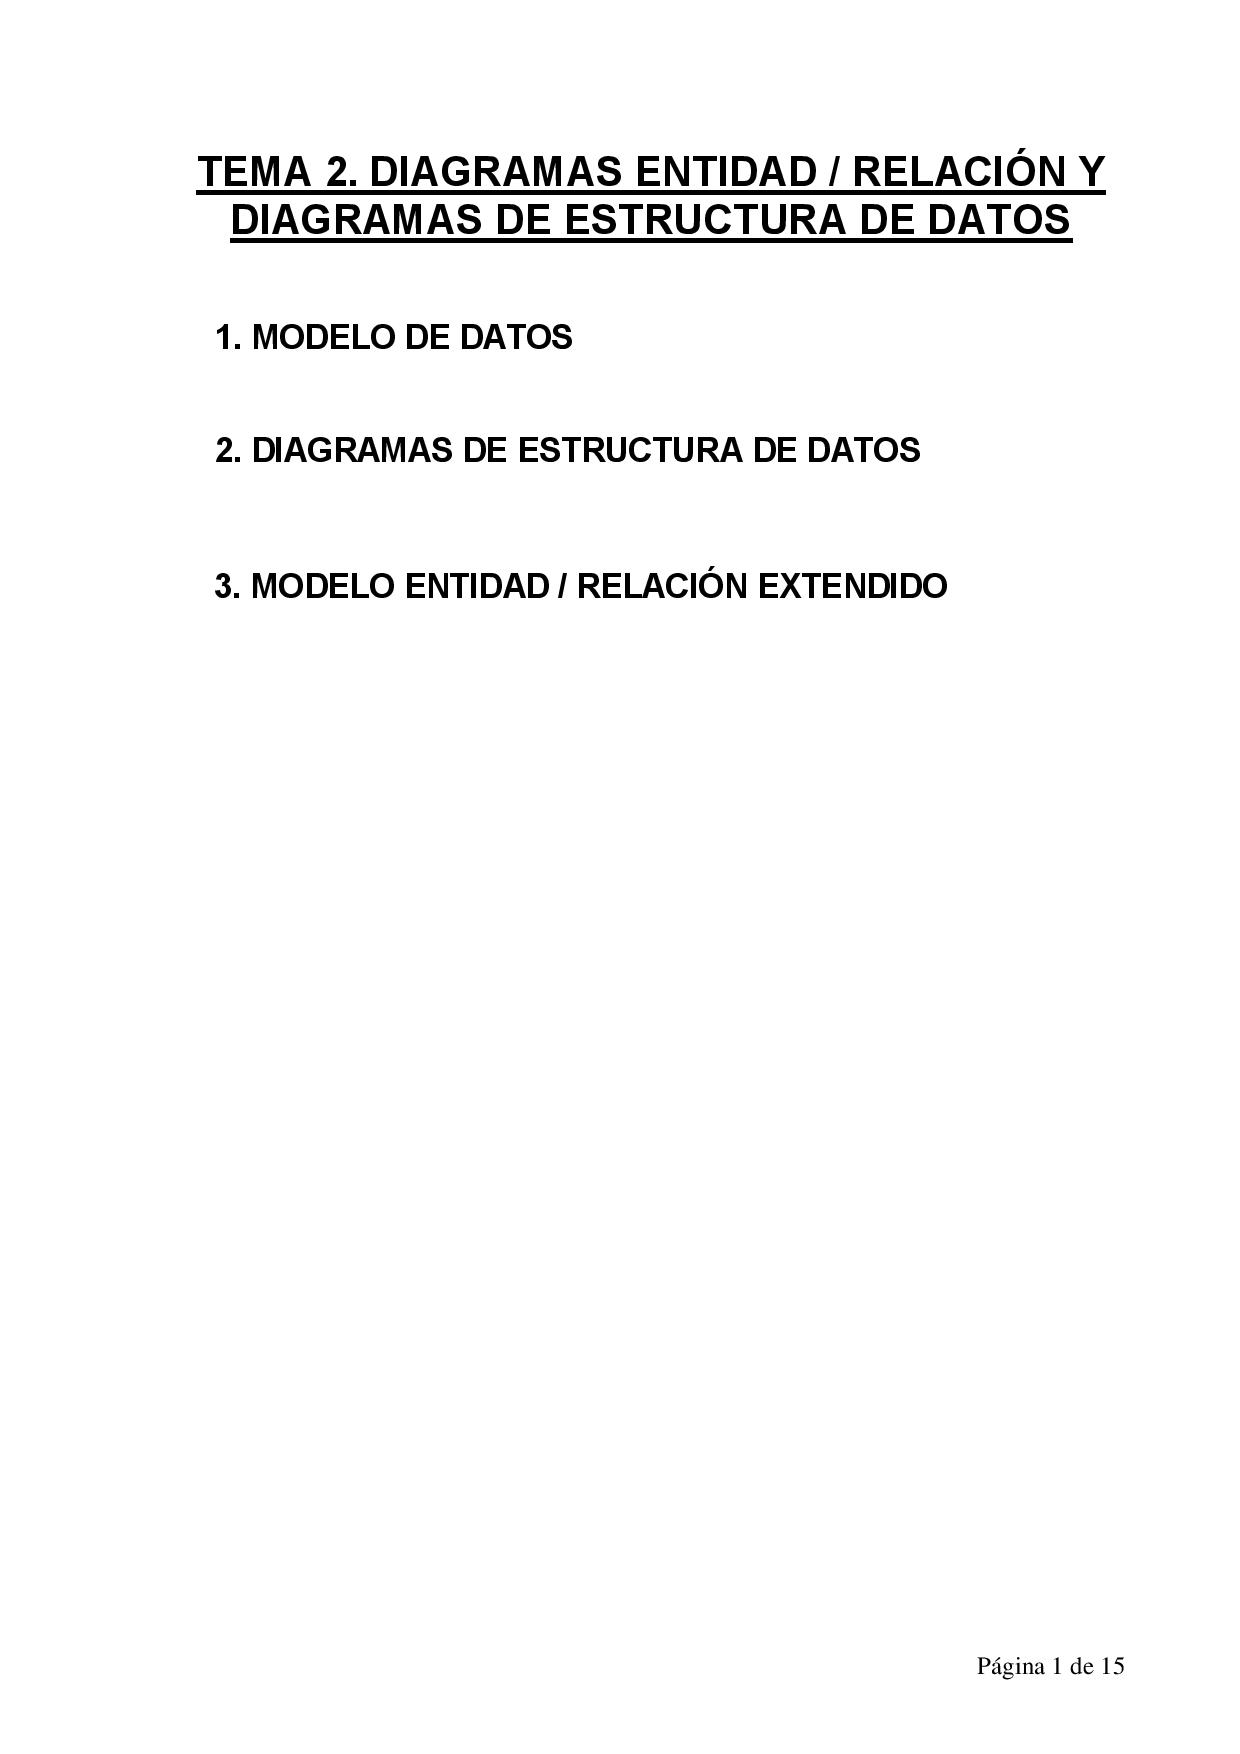 TEMA 2. DIAGRAMAS ENTIDAD / RELACIÓN Y
DIAGRAMAS DE ESTRUCTURA DE DATOS
1. MODELO DE DATOS
2. DIAGRAMAS DE ESTRUCTURA DE DATOS
3. MODELO ENTIDAD / RELACIÓN EXTENDIDO
Página 1 de 15